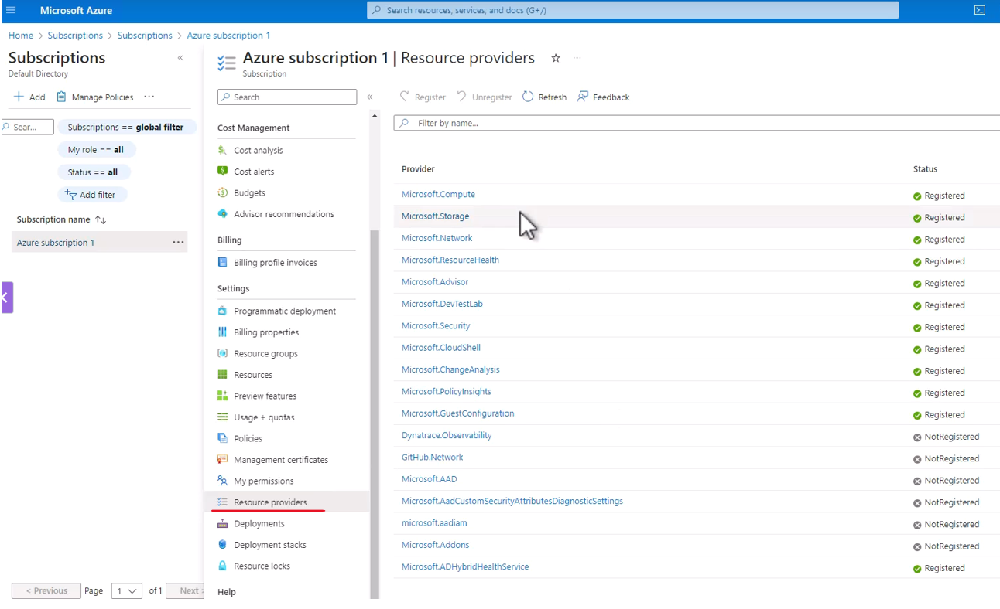 Microsoft Azure
Search resources, services, and docs (G+/)
Home > Subscriptions > Subscriptions > Azure subscription 1
Subscriptions
Default Directory
+ Add Manage Policies ...
Sear...
Subscriptions == global filter
My role == all
Status == all
Add filter
Subscription name ↑↓
Azure subscription 1 ...
< Previous Page 1 of 1 Next >
Azure subscription 1 | Resource providers ...
Subscription
Search
Cost Management
Cost analysis
Cost alerts
Budgets
Advisor recommendations
Billing
Billing profile invoices
Settings
Programmatic deployment
Billing properties
Resource groups
Resources
Preview features
Usage + quotas
Policies
Management certificates
My permissions
Resource providers
Deployments
Deployment stacks
Resource locks
Help
Register Unregister Refresh Feedback
Filter by name...
Provider Status
Microsoft.Compute Registered
Microsoft.Storage Registered
Microsoft.Network Registered
Microsoft.ResourceHealth Registered
Microsoft.Advisor Registered
Microsoft.DevTestLab Registered
Microsoft.Security Registered
Microsoft.CloudShell Registered
Microsoft.ChangeAnalysis Registered
Microsoft.PolicyInsights Registered
Microsoft.GuestConfiguration Registered
Dynatrace.Observability NotRegistered
GitHub.Network NotRegistered
Microsoft.AAD NotRegistered
Microsoft.AadCustomSecurityAttributesDiagnosticSettings NotRegistered
microsoft.aadiam NotRegistered
Microsoft.Addons NotRegistered
Microsoft.ADHybridHealthService Registered